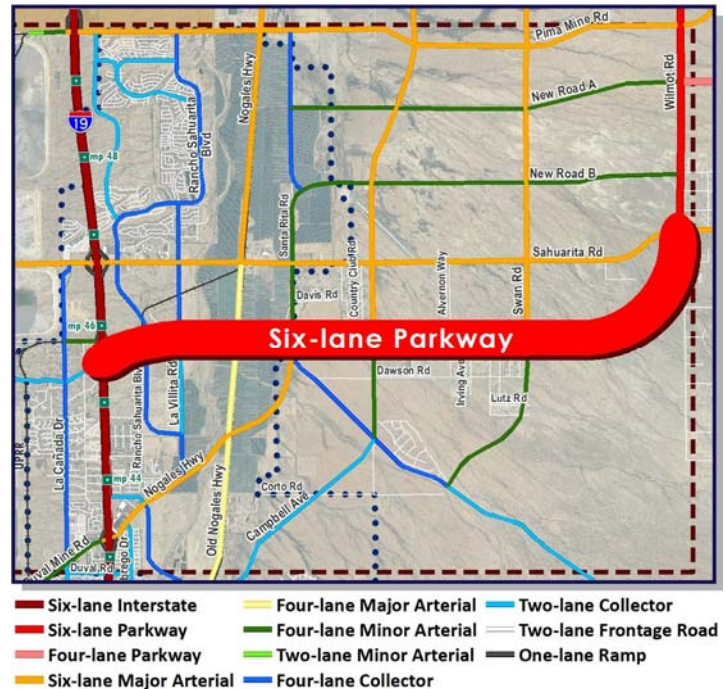 Pima Mine Rd
19
mp 48
Rancho Sahuarita
Blvd
Nogales Hwy
Wilmot Rd
New Road A
New Road B
Santa Rita Rd
Country Club Rd
Sahuarita Rd
Davis Rd
Alvernon Way
Swan Rd
mp 46
Six-lane Parkway
Dawson Rd
Irving Ave
Lutz Rd
La Villita Rd
Rancho Sahuarita Blvd
La Cañada Dr
UPRR
mp 44
Nogales Hwy
Old Nogales Hwy
Corto Rd
Campbell Ave
Duval Mine Rd
Duval Rd
Six-lane Interstate
Six-lane Parkway
Four-lane Parkway
Six-lane Major Arterial
Four-lane Major Arterial
Four-lane Minor Arterial
Two-lane Minor Arterial
Four-lane Collector
Two-lane Collector
Two-lane Frontage Road
One-lane Ramp